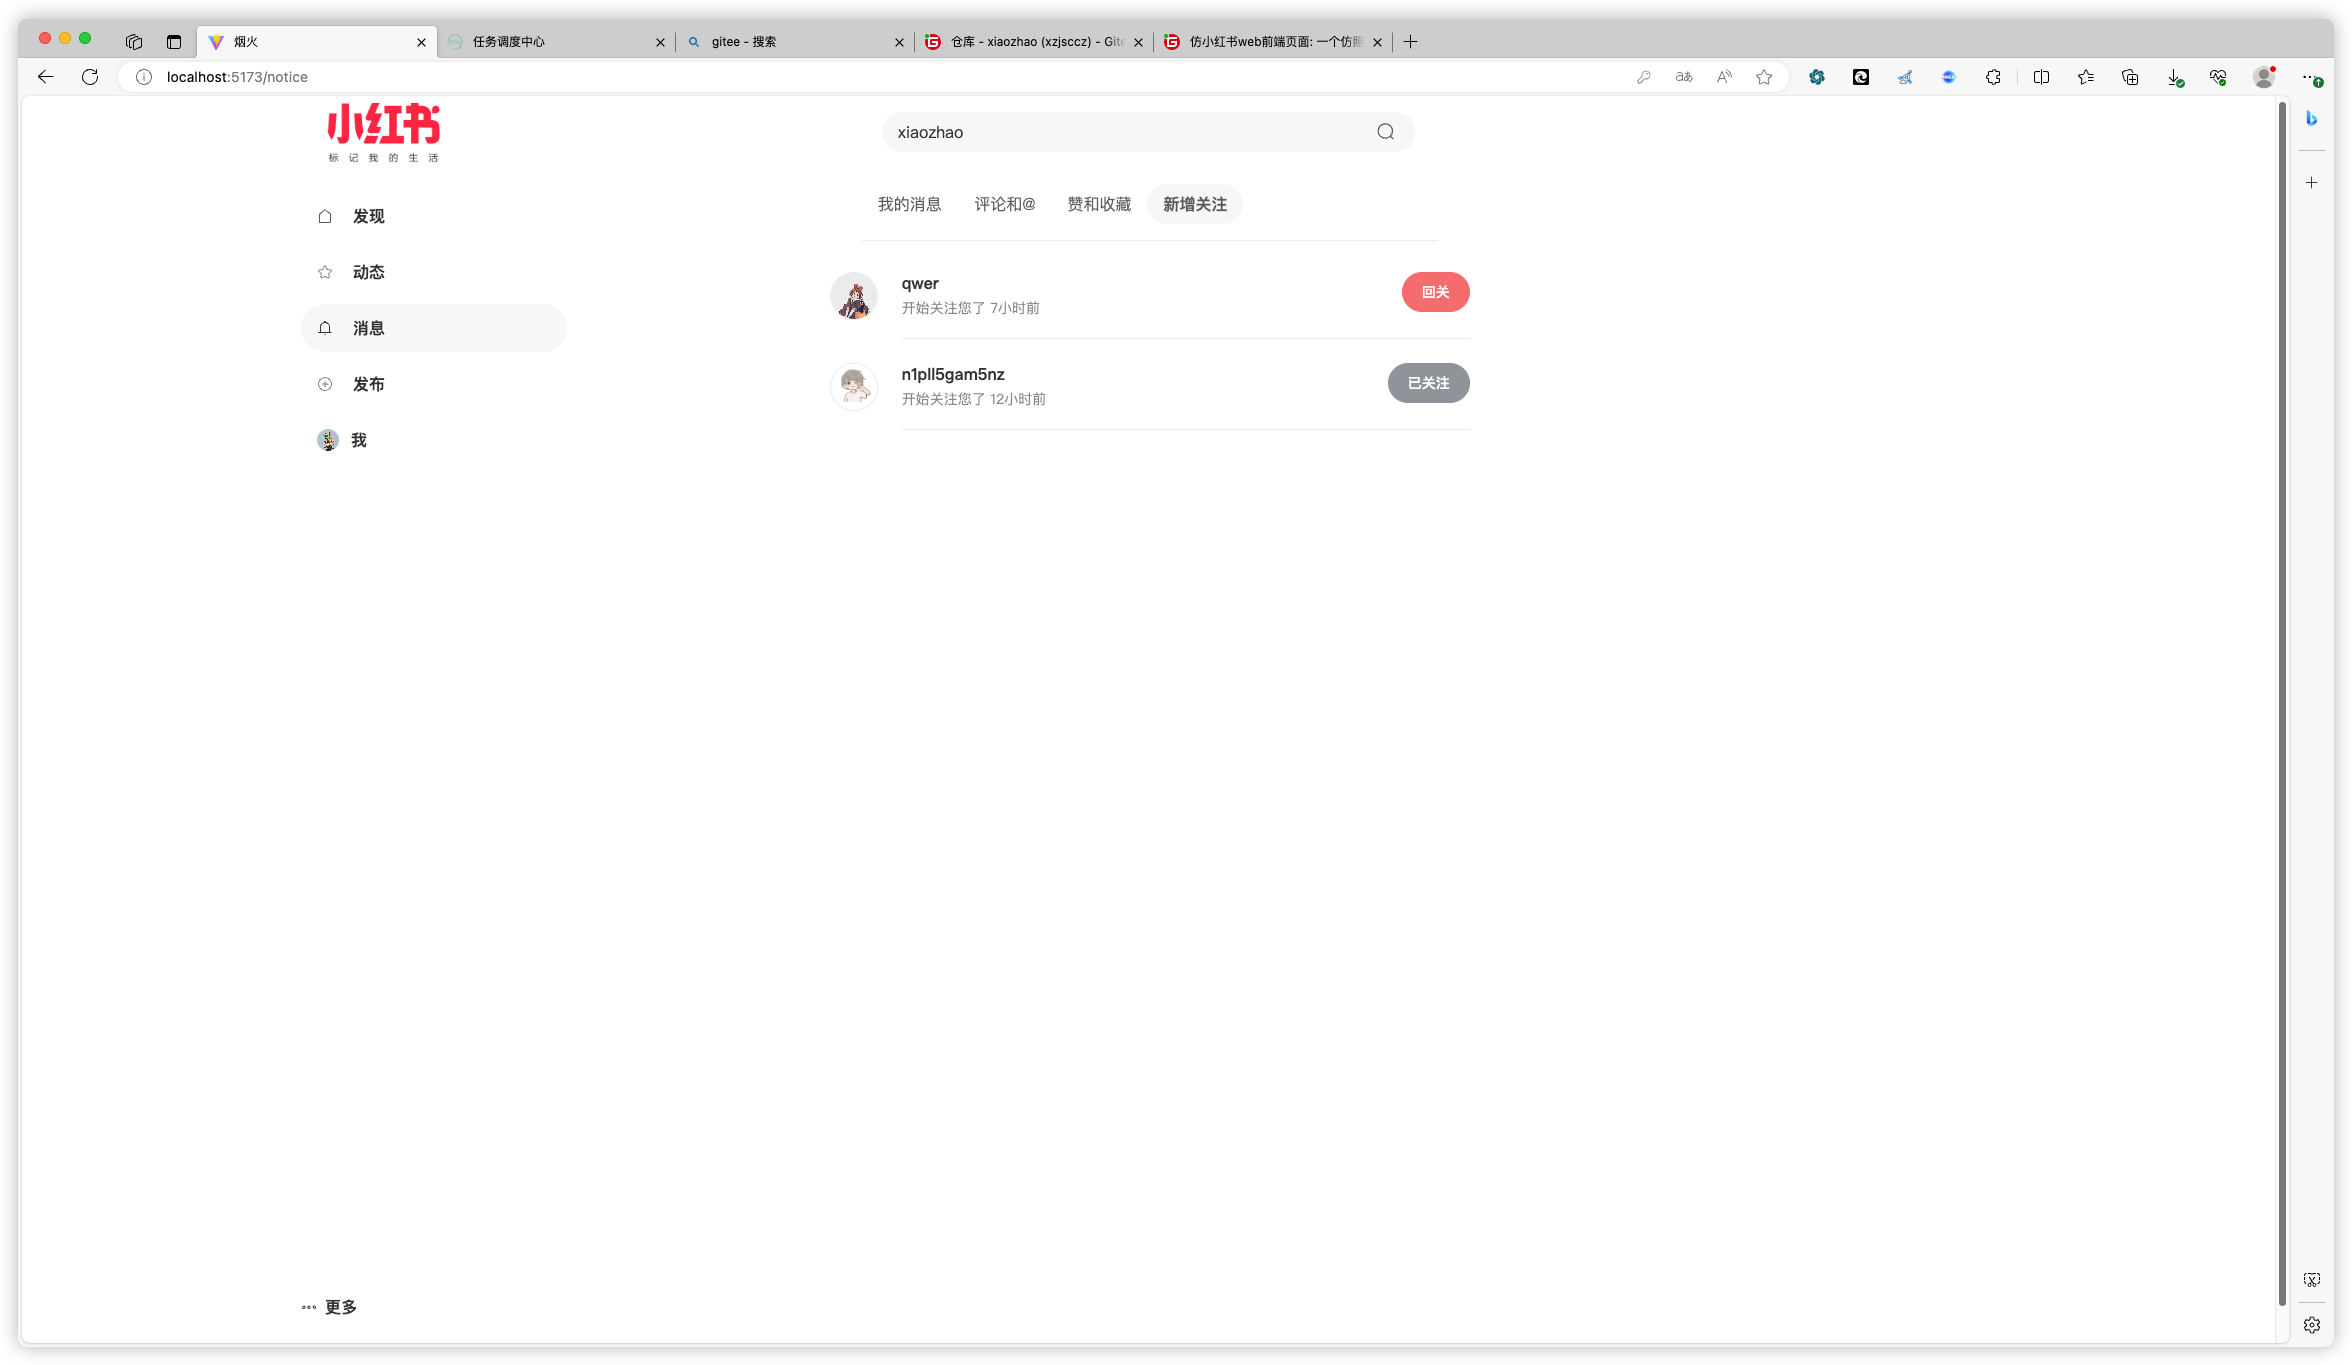 烟火
任务调度中心
gitee - 搜索
仓库 - xiaozhao (xzjsccz) - Gite
仿小红书web前端页面: 一个仿照
localhost:5173/notice
小红书
标记我的生活
xiaozhao
我的消息 评论和@ 赞和收藏 新增关注
发现
动态
消息
发布
我
qwer
开始关注您了 7小时前
回关
n1pll5gam5nz
开始关注您了 12小时前
已关注
更多